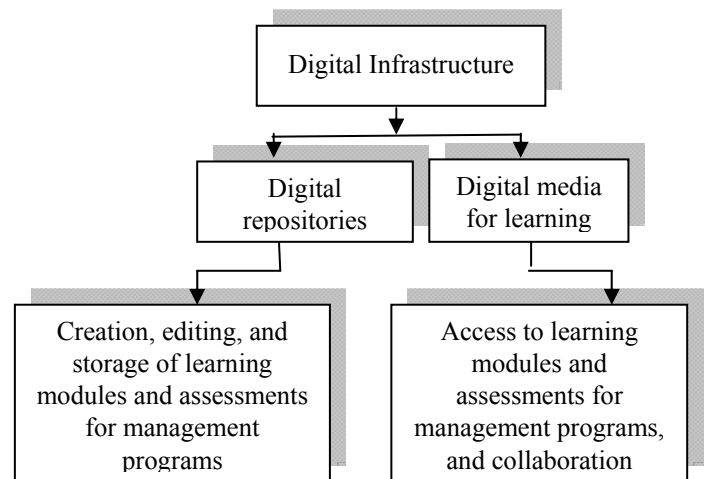 Digital Infrastructure
Digital
repositories
Digital media
for learning
Creation, editing, and
storage of learning
modules and assessments
for management
programs
Access to learning
modules and
assessments for
management programs,
and collaboration